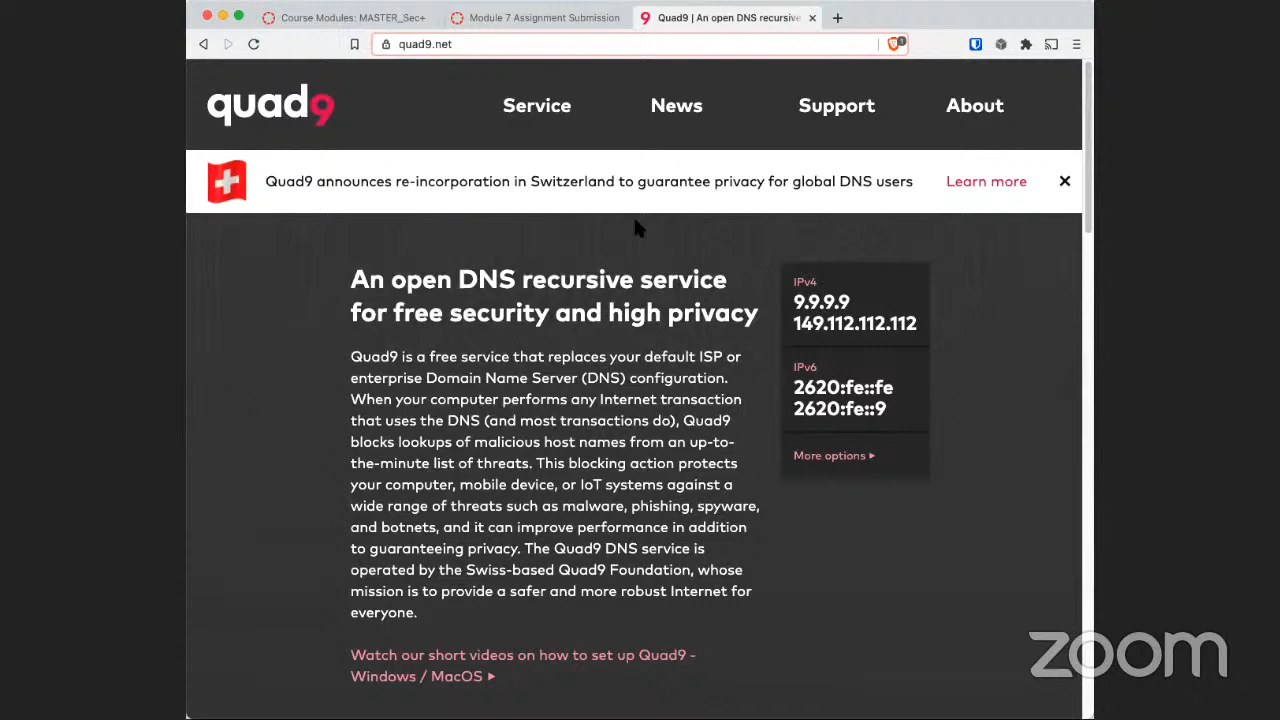 Course Modules: MASTER_Sec+
Module 7 Assignment Submission
Quad9 | An open DNS recursive
quad9.net
1
quad9
Service
News
Support
About
Quad9 announces re-incorporation in Switzerland to guarantee privacy for global DNS users
Learn more
An open DNS recursive service
for free security and high privacy
Quad9 is a free service that replaces your default ISP or
enterprise Domain Name Server (DNS) configuration.
When your computer performs any Internet transaction
that uses the DNS (and most transactions do), Quad9
blocks lookups of malicious host names from an up-to-
the-minute list of threats. This blocking action protects
your computer, mobile device, or IoT systems against a
wide range of threats such as malware, phishing, spyware,
and botnets, and it can improve performance in addition
to guaranteeing privacy. The Quad9 DNS service is
operated by the Swiss-based Quad9 Foundation, whose
mission is to provide a safer and more robust Internet for
everyone.
Watch our short videos on how to set up Quad9 -
Windows / MacOS ▸
IPv4
9.9.9.9
149.112.112.112
IPv6
2620:fe::fe
2620:fe::9
More options ▸
zoom